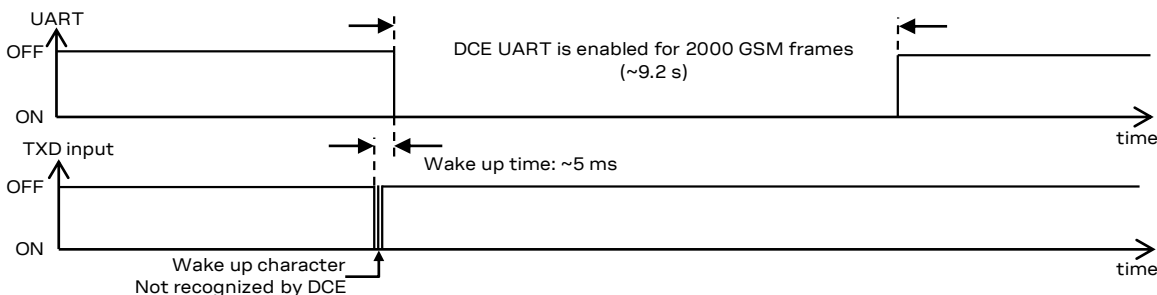 UART
OFF
DCE UART is enabled for 2000 GSM frames
(~9.2 s)
ON
time
TXD input
Wake up time: ~5 ms
OFF
ON
time
Wake up character
Not recognized by DCE